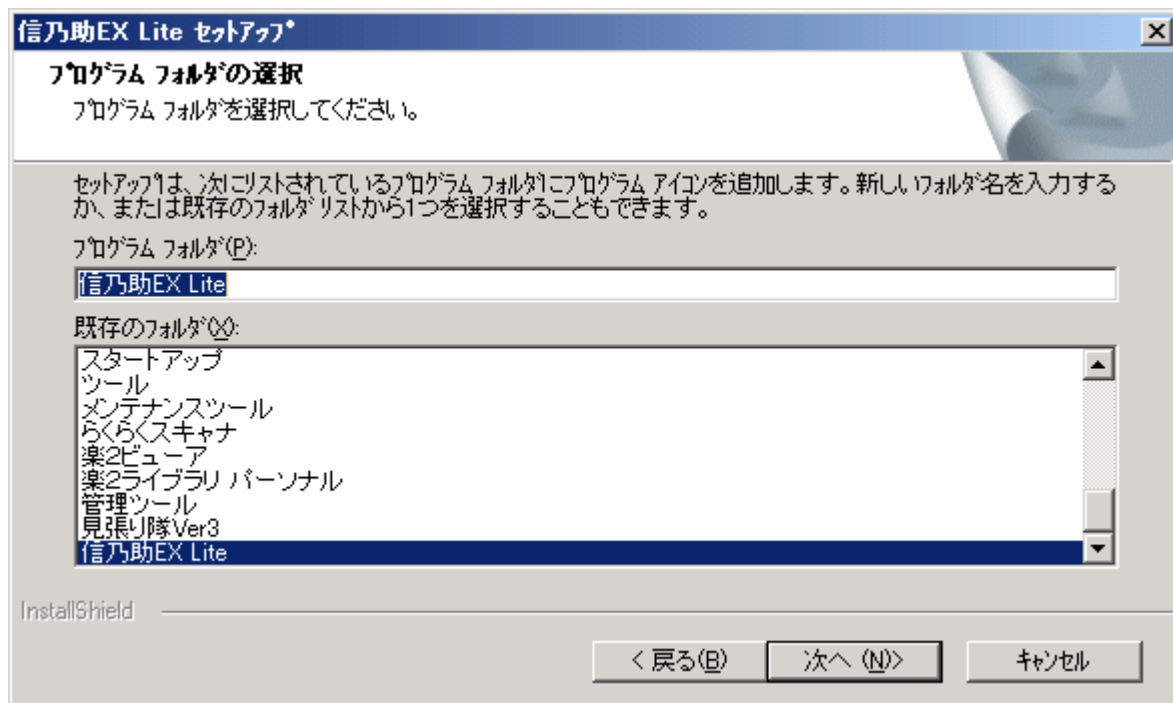 信乃助EX Lite ｾｯﾄｱｯﾌﾟ
ﾌﾟﾛｸﾞﾗﾑ ﾌｫﾙﾀﾞの選択
ﾌﾟﾛｸﾞﾗﾑ ﾌｫﾙﾀﾞを選択してください。
ｾｯﾄｱｯﾌﾟは、次にﾘｽﾄされているﾌﾟﾛｸﾞﾗﾑ ﾌｫﾙﾀﾞにﾌﾟﾛｸﾞﾗﾑ ｱｲｺﾝを追加します。新しいﾌｫﾙﾀﾞ名を入力する
か、または既存のﾌｫﾙﾀﾞ ﾘｽﾄから1つを選択することもできます。
ﾌﾟﾛｸﾞﾗﾑ ﾌｫﾙﾀﾞ(P):
信乃助EX Lite
既存のﾌｫﾙﾀﾞ(X):
スタートアップ
ツール
メンテナンスツール
らくらくスキャナ
楽2ビューア
楽2ライブラリ パーソナル
管理ツール
見張り隊Ver3
信乃助EX Lite
InstallShield
< 戻る(B)
次へ (N)>
ｷｬﾝｾﾙ